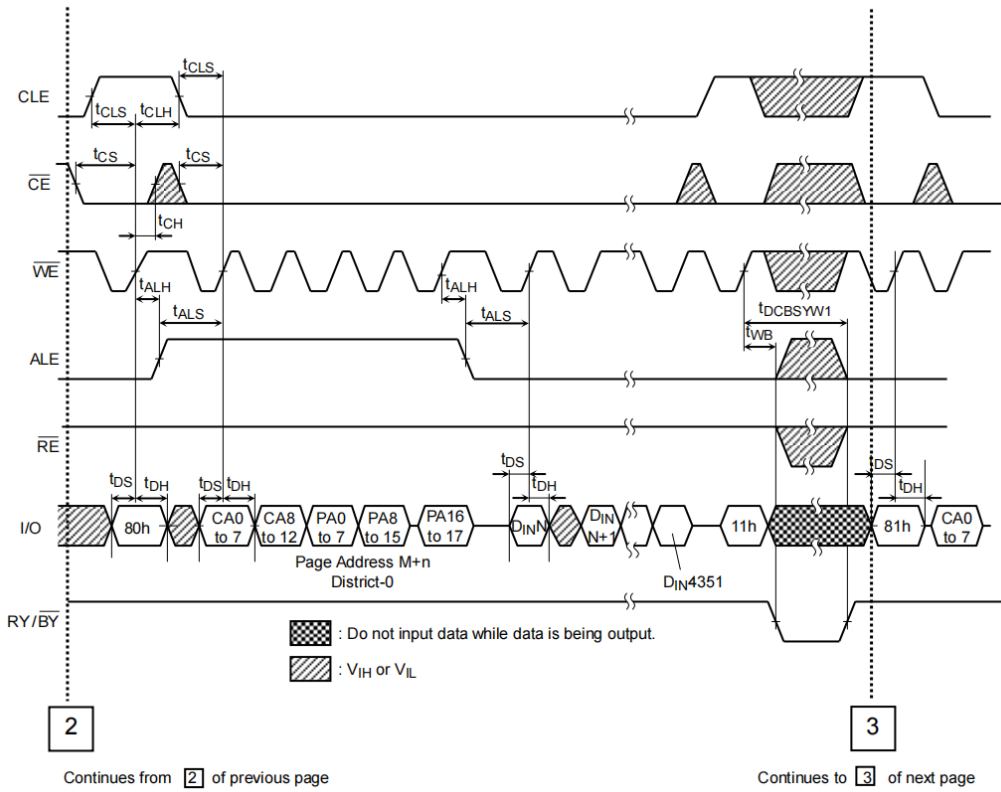 tCLS
CLE
tCLS tCLH
tCS tCS
CE
tCH
WE
tALH tALH
tALS tALS tDCBSYW1
tWB
ALE
RE
tDS tDH tDS tDH tDS tDH tDS tDH
I/O 80h CA0 to 7 CA8 to 12 PA0 to 7 PA8 to 15 PA16 to 17 DINN DIN N+1 11h 81h CA0 to 7
Page Address M+n
District-0
DIN4351
RY/BY
: Do not input data while data is being output.
: VIH or VIL
2 3
Continues from 2 of previous page
Continues to 3 of next page